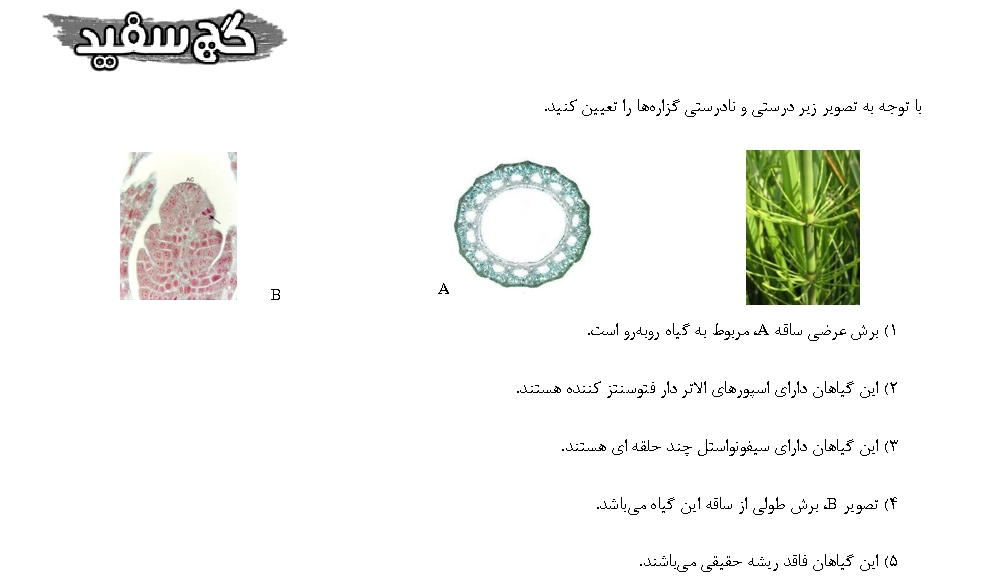 گچ سفید
با توجه به تصویر زیر درستی و نادرستی گزاره‌ها را تعیین کنید.
AC
B
A
۱) برش عرضی ساقه A، مربوط به گیاه روبه‌رو است.
۲) این گیاهان دارای اسپورهای الاتر دار فتوسنتز کننده هستند.
۳) این گیاهان دارای سیفونواستل چند حلقه ای هستند.
۴) تصویر B، برش طولی از ساقه این گیاه می‌باشد.
۵) این گیاهان فاقد ریشه حقیقی می‌باشند.